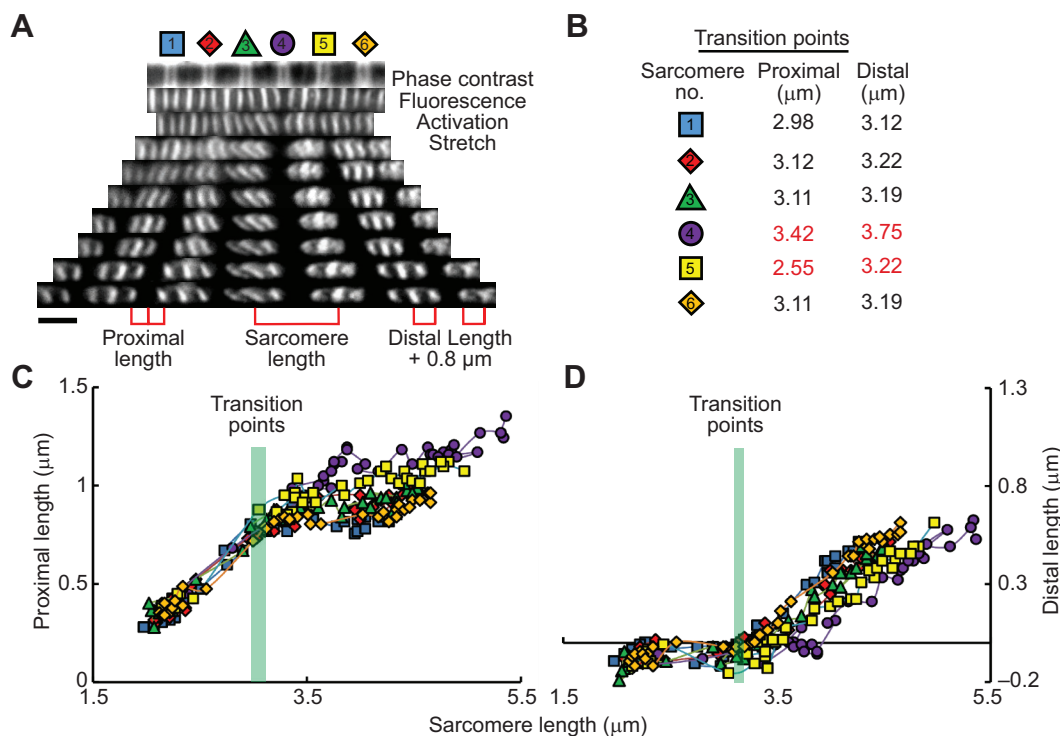 A
1 2 3 4 5 6
Phase contrast
Fluorescence
Activation
Stretch
Proximal
length
Sarcomere
length
Distal Length
+ 0.8 μm
B
Transition points
Sarcomere Proximal Distal
no. (μm) (μm)
1 2.98 3.12
2 3.12 3.22
3 3.11 3.19
4 3.42 3.75
5 2.55 3.22
6 3.11 3.19
C
Transition
points
Proximal length (μm)
1.5
1
0.5
0
1.5 3.5 5.5
D
Transition
points
Distal length (μm)
1.3
0.8
0.3
–0.2
1.5 3.5 5.5
Sarcomere length (μm)